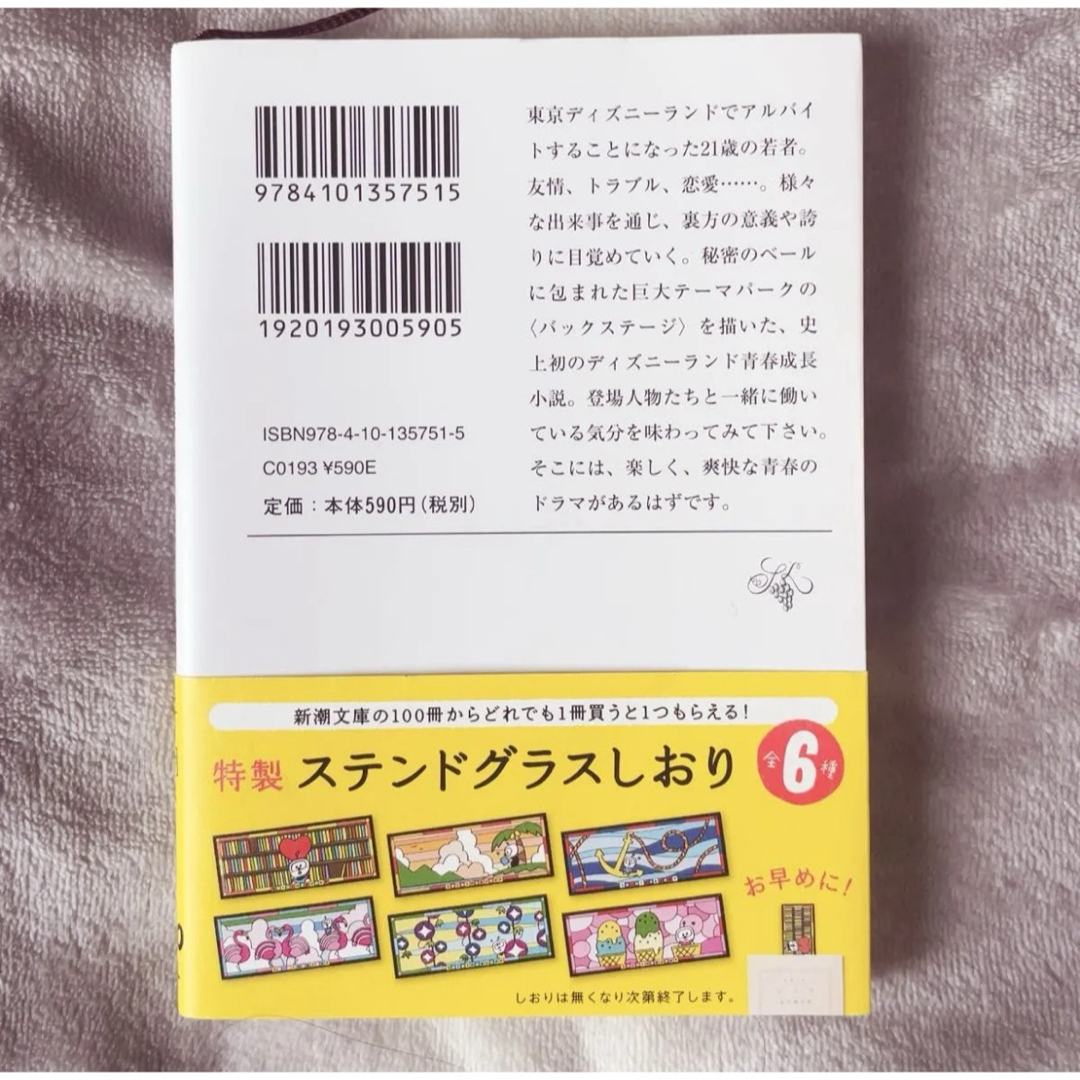 9784101357515
1920193005905
ISBN978-4-10-135751-5
C0193 ¥590E
定価：本体590円（税別）
東京ディズニーランドでアルバイ
トすることになった21歳の若者。
友情、トラブル、恋愛……。様々
な出来事を通じ、裏方の意義や誇
りに目覚めていく。秘密のベール
に包まれた巨大テーマパークの
〈バックステージ〉を描いた、史
上初のディズニーランド青春成長
小説。登場人物たちと一緒に働い
ている気分を味わってみて下さい。
そこには、楽しく、爽快な青春の
ドラマがあるはずです。
新潮文庫の100冊からどれでも1冊買うと1つもらえる！
特製 ステンドグラスしおり
全6種
お早めに！
しおりは無くなり次第終了します。